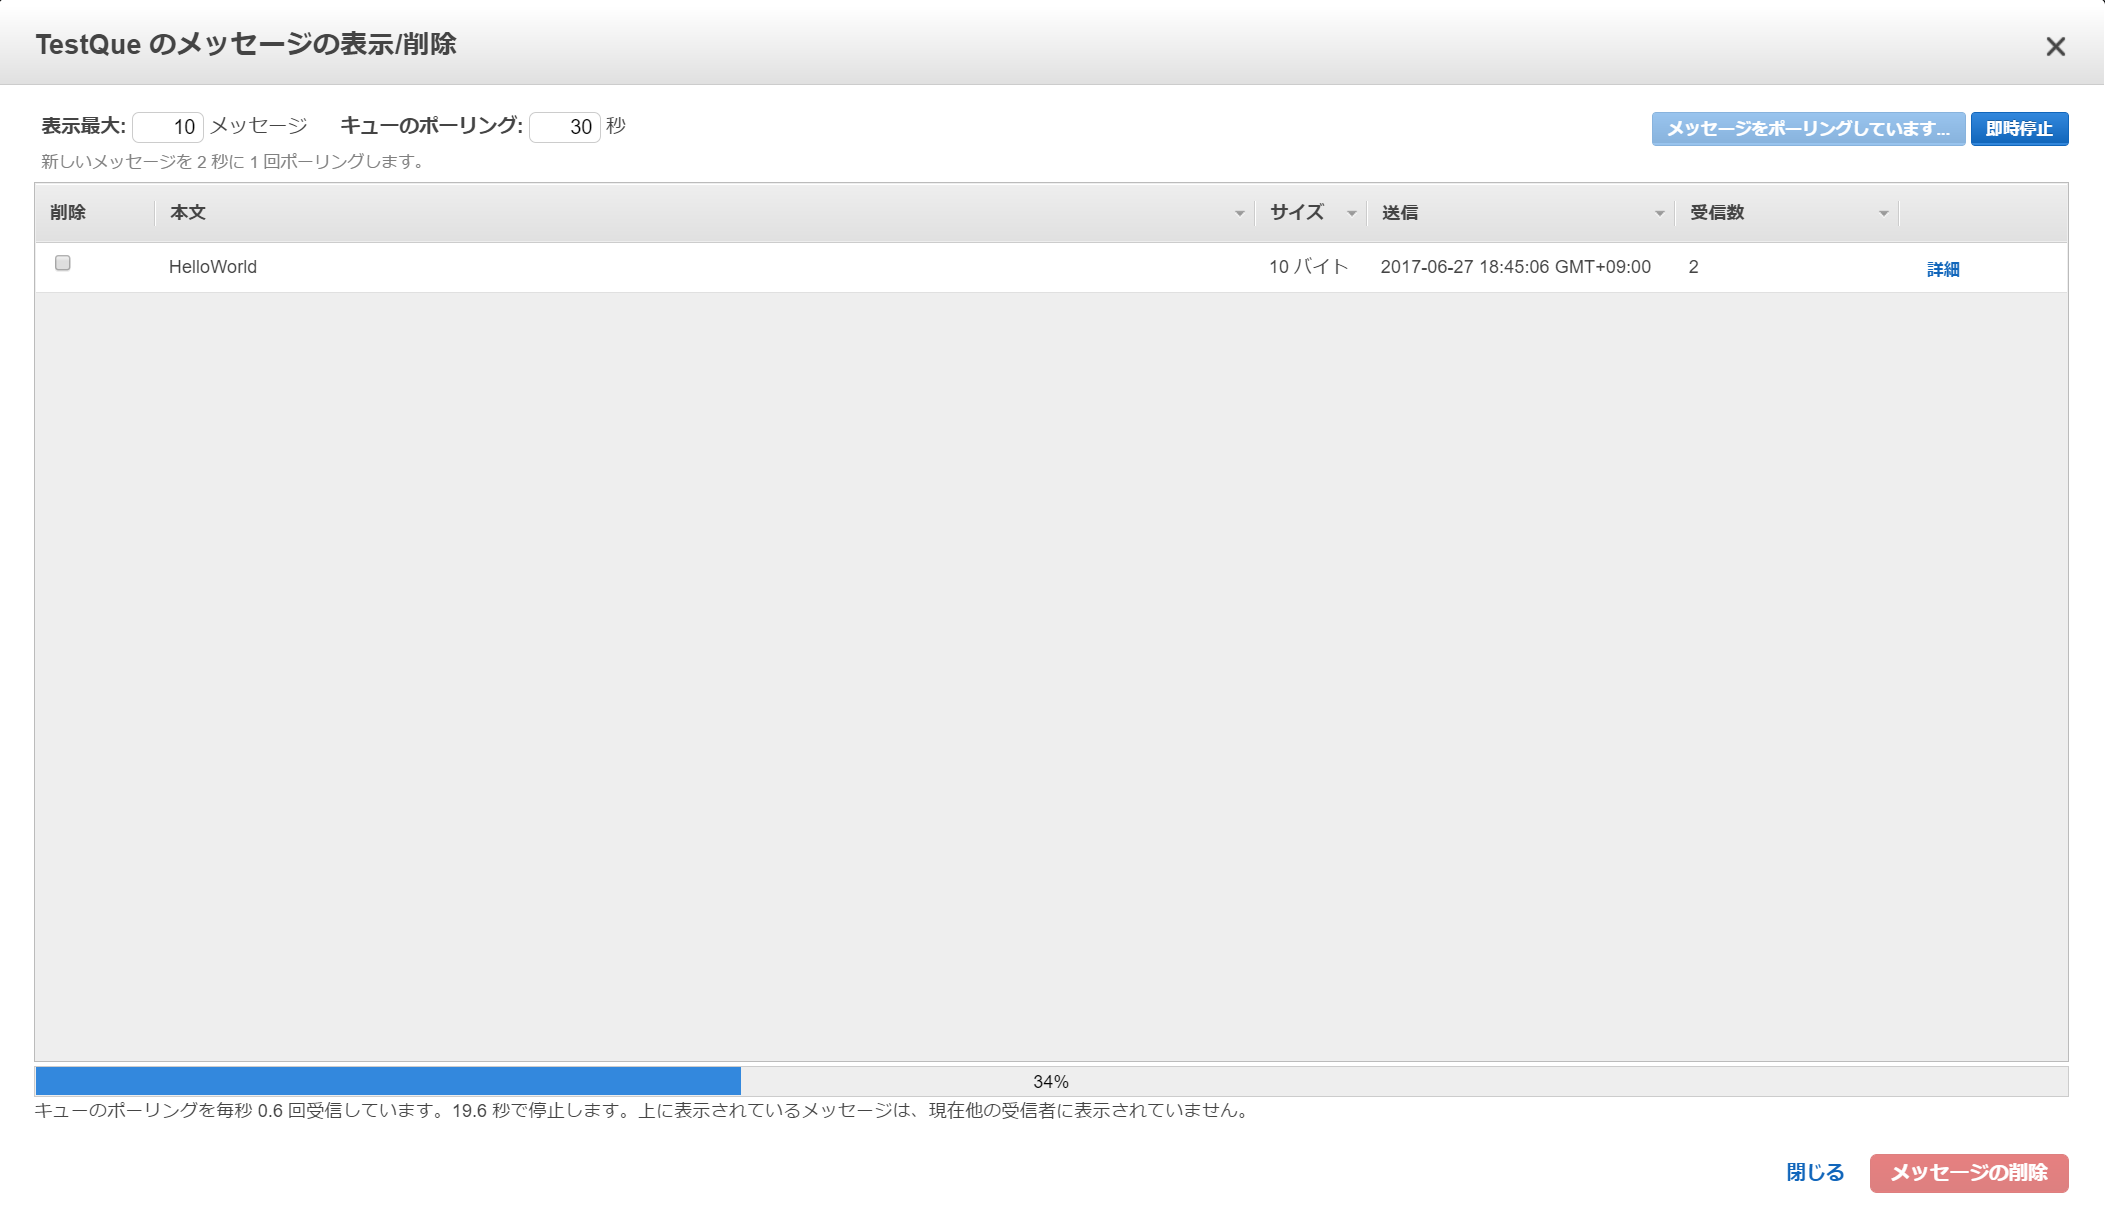 TestQue のメッセージの表示/削除
表示最大: 10 メッセージ キューのポーリング: 30 秒
メッセージをポーリングしています... 即時停止
新しいメッセージを 2 秒に 1 回ポーリングします。
削除 本文 サイズ 送信 受信数
HelloWorld 10 バイト 2017-06-27 18:45:06 GMT+09:00 2 詳細
34%
キューのポーリングを毎秒 0.6 回受信しています。19.6 秒で停止します。上に表示されているメッセージは、現在他の受信者に表示されていません。
閉じる メッセージの削除